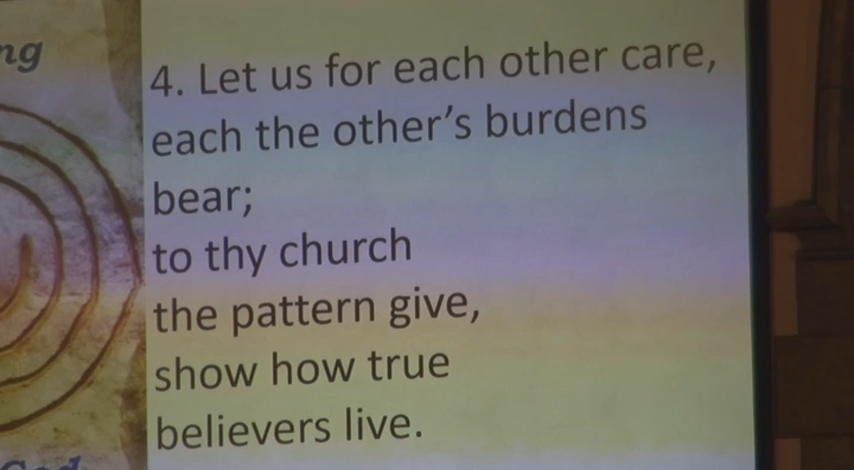 4. Let us for each other care,
each the other's burdens
bear;
to thy church
the pattern give,
show how true
believers live.